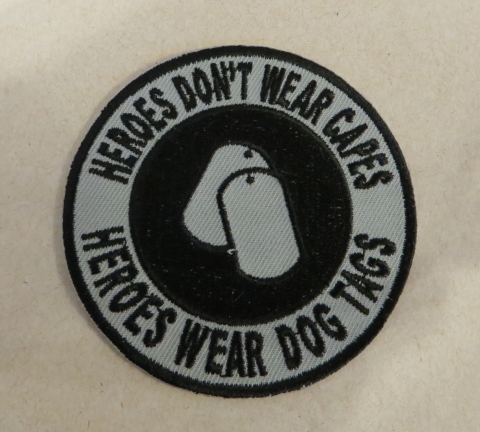 HEROES DON'T WEAR CAPES
HEROES WEAR DOG TAGS